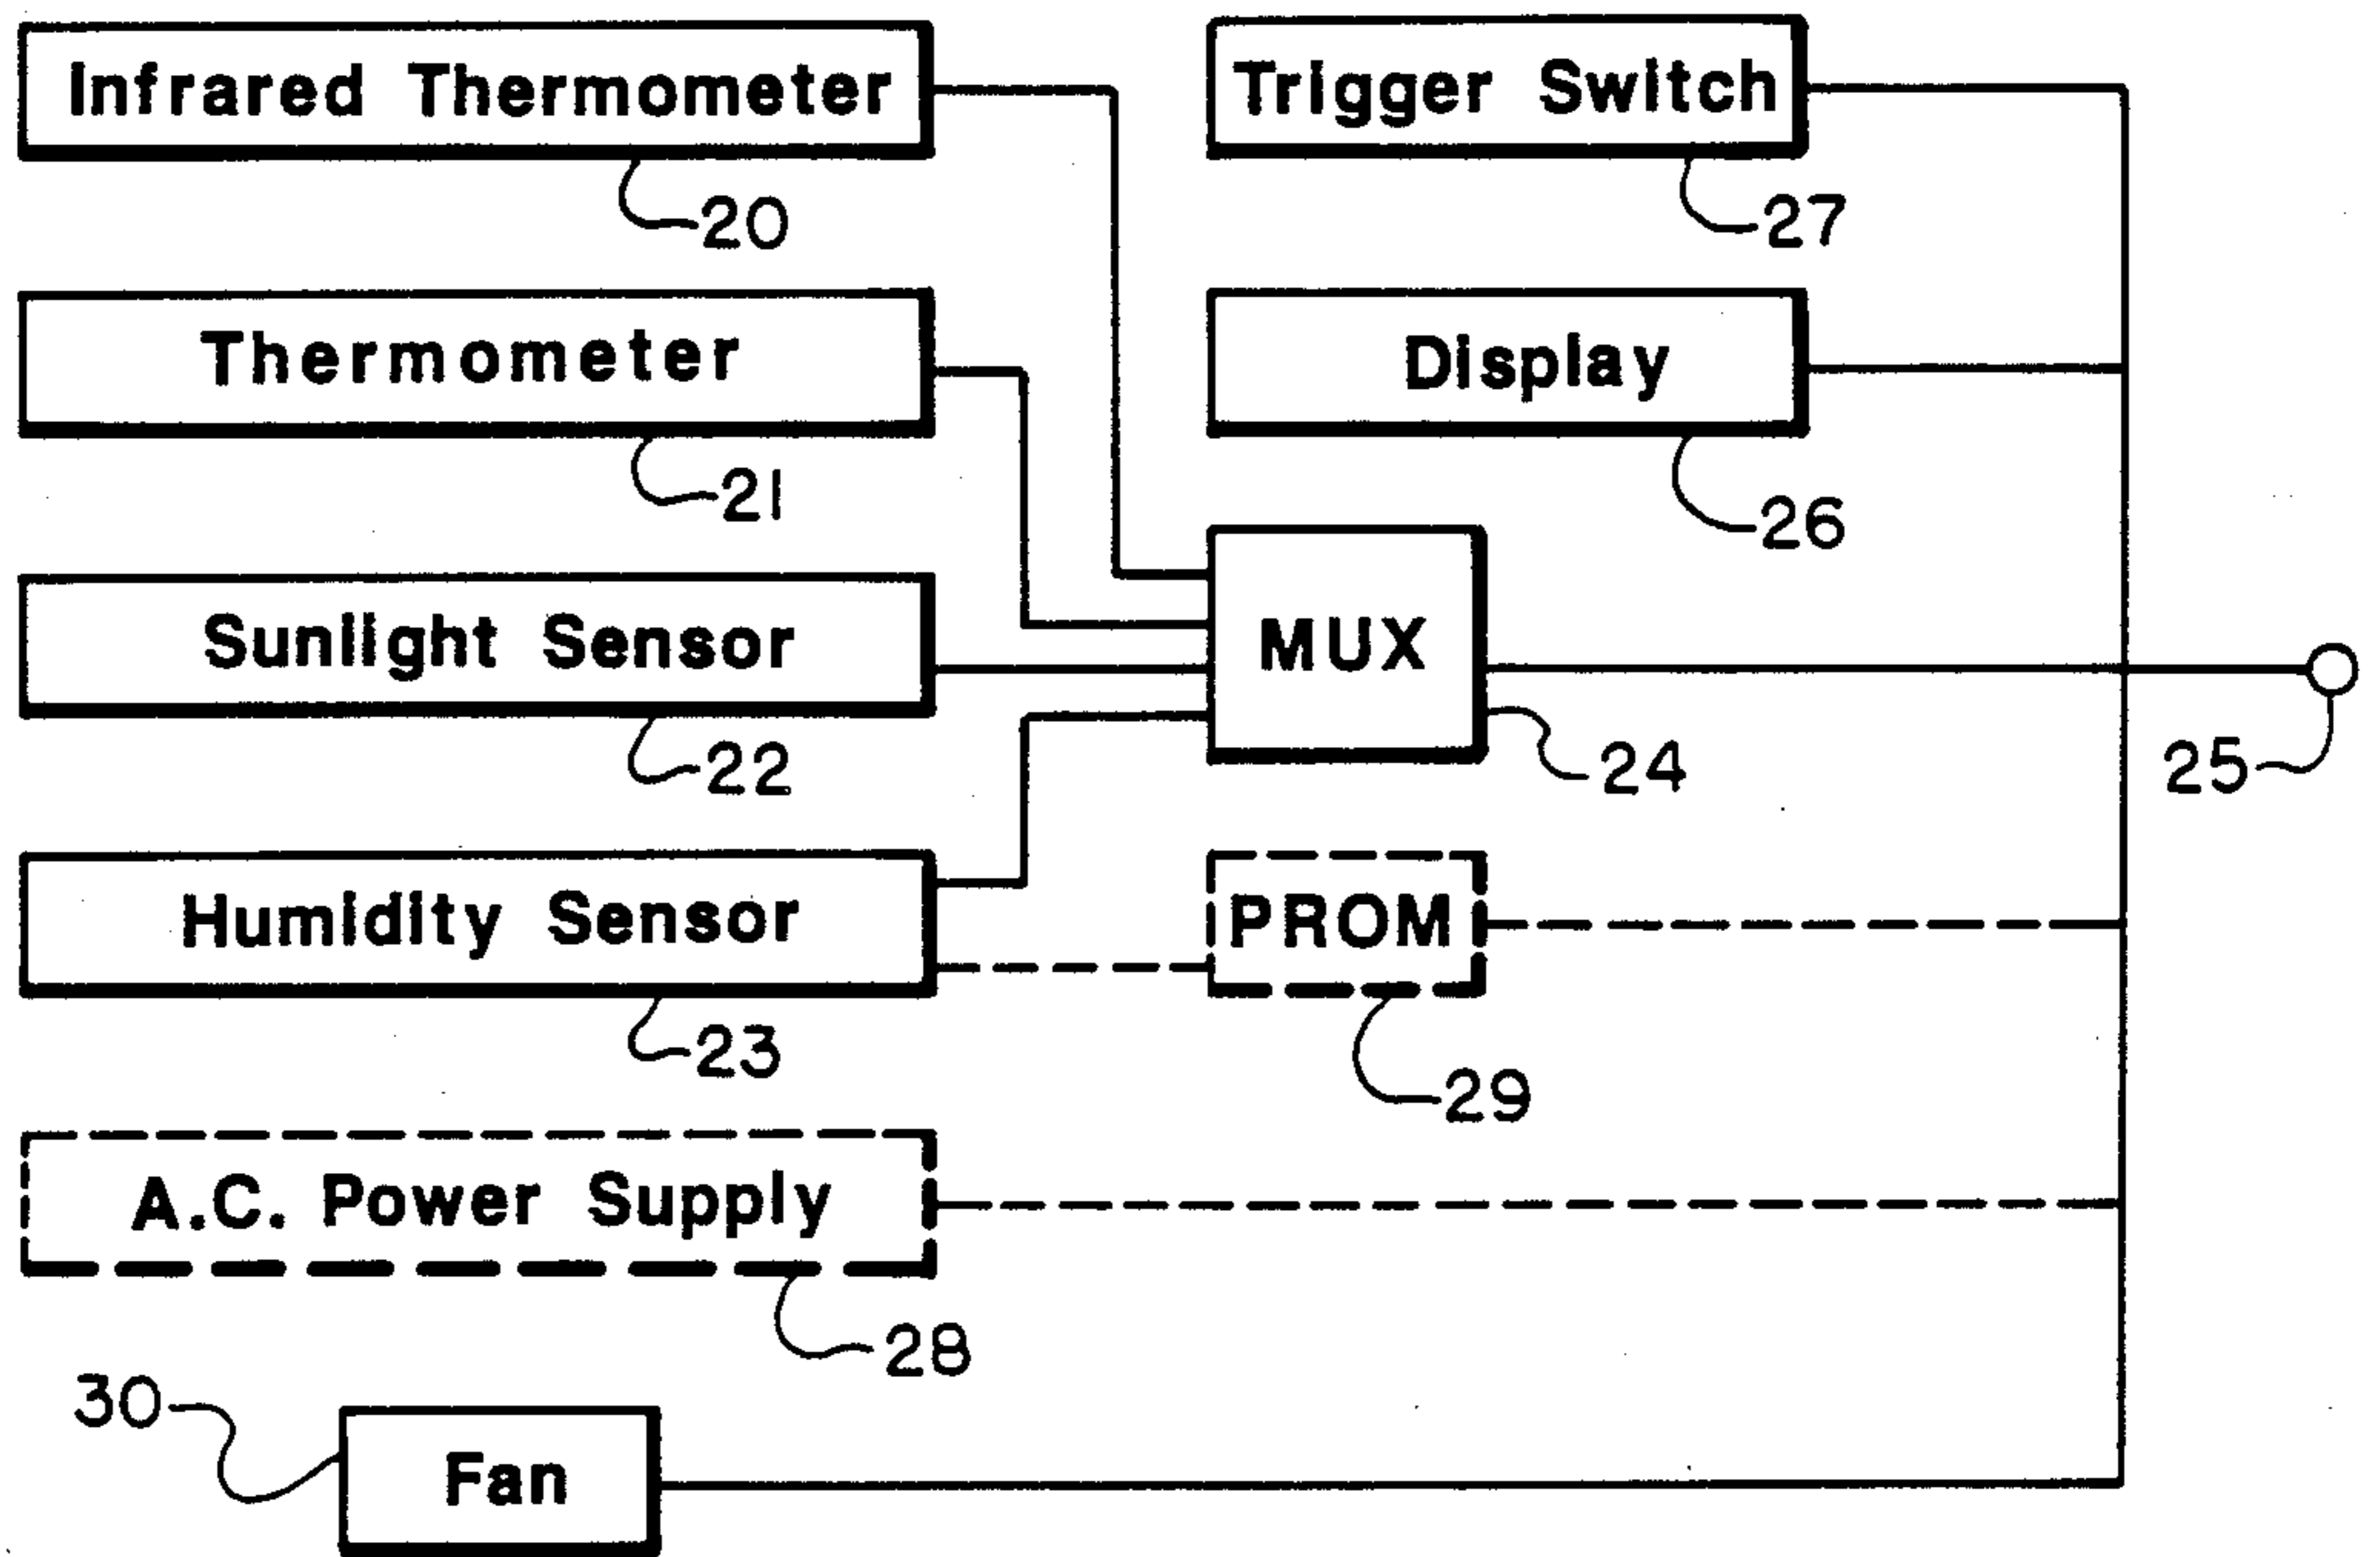 Infrared Thermometer
20
Trigger Switch
27
Thermometer
21
Display
26
Sunlight Sensor
22
MUX
24
25
Humidity Sensor
23
PROM
29
A.C. Power Supply
28
30
Fan